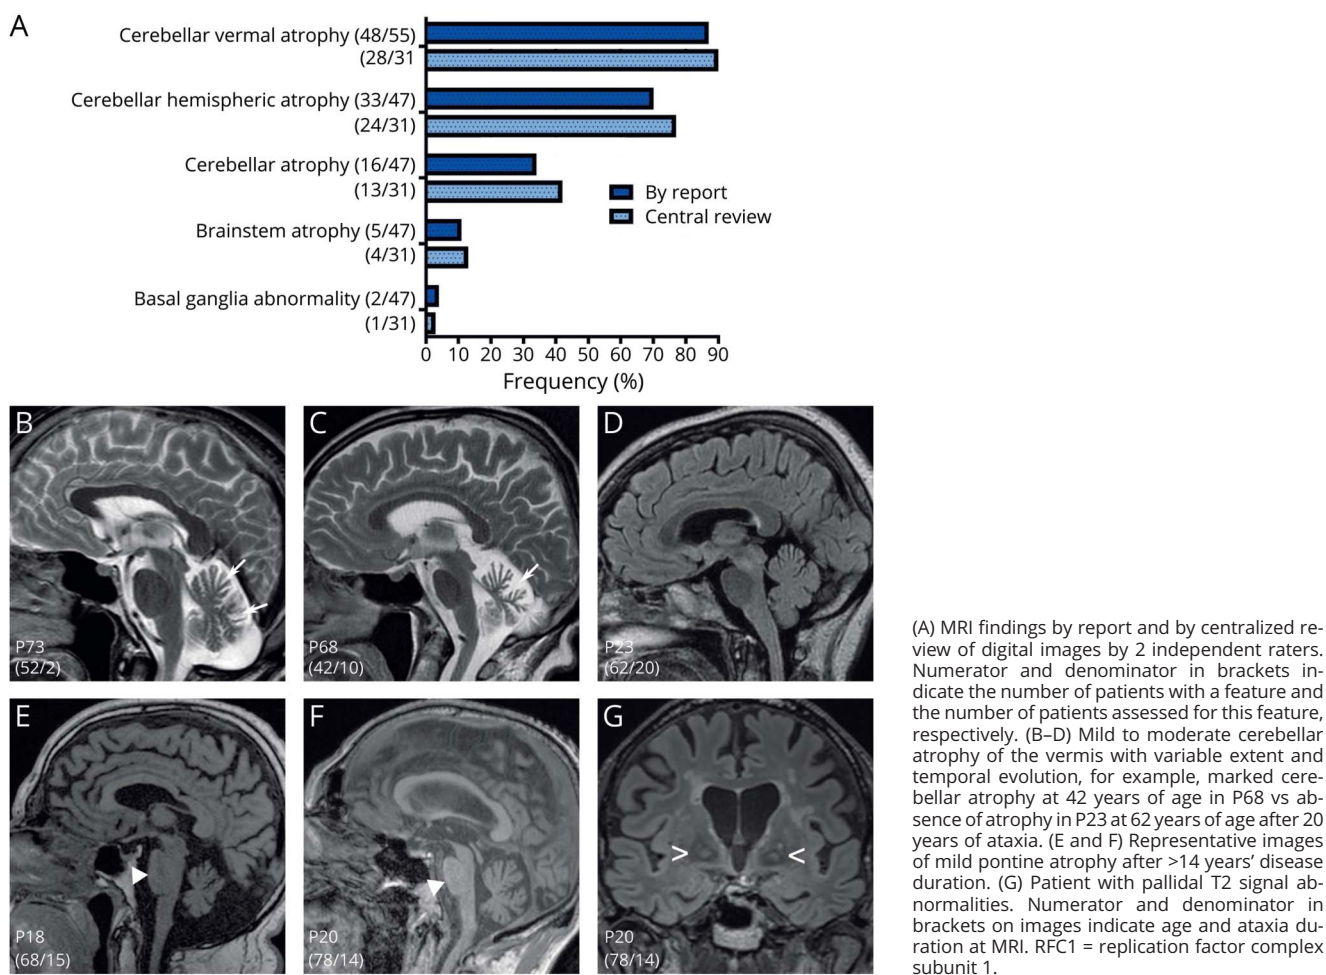 A
Cerebellar vermal atrophy (48/55)
(28/31
Cerebellar hemispheric atrophy (33/47)
(24/31)
Cerebellar atrophy (16/47)
(13/31)
Brainstem atrophy (5/47)
(4/31)
Basal ganglia abnormality (2/47)
(1/31)
By report
Central review
0 10 20 30 40 50 60 70 80 90
Frequency (%)
B
P73
(52/2)
C
P68
(42/10)
D
P23
(62/20)
E
P18
(68/15)
F
P20
(78/14)
G
P20
(78/14)
(A) MRI findings by report and by centralized re-
view of digital images by 2 independent raters.
Numerator and denominator in brackets in-
dicate the number of patients with a feature and
the number of patients assessed for this feature,
respectively. (B–D) Mild to moderate cerebellar
atrophy of the vermis with variable extent and
temporal evolution, for example, marked cere-
bellar atrophy at 42 years of age in P68 vs ab-
sence of atrophy in P23 at 62 years of age after 20
years of ataxia. (E and F) Representative images
of mild pontine atrophy after >14 years’ disease
duration. (G) Patient with pallidal T2 signal ab-
normalities. Numerator and denominator in
brackets on images indicate age and ataxia du-
ration at MRI. RFC1 = replication factor complex
subunit 1.